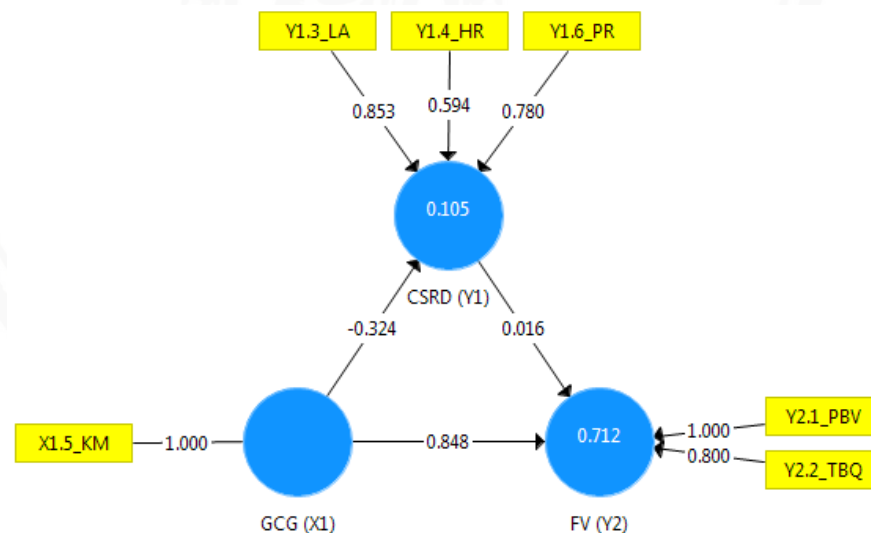 Y1.3_LA Y1.4_HR Y1.6_PR
0.853 0.594 0.780
0.105
CSRD (Y1)
-0.324 0.016
X1.5_KM 1.000 0.848 0.712 1.000 Y2.1_PBV
0.800 Y2.2_TBQ
GCG (X1) FV (Y2)